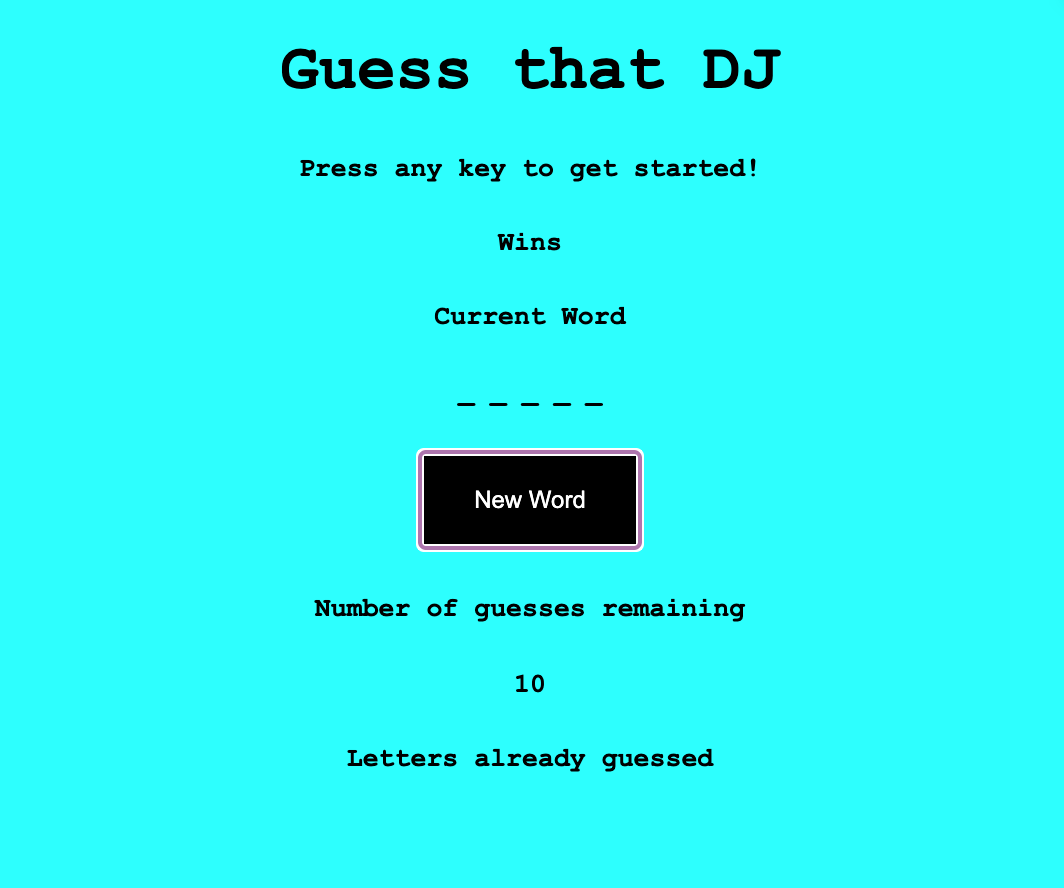 Guess that DJ
Press any key to get started!
Wins
Current Word
_ _ _ _ _
New Word
Number of guesses remaining
10
Letters already guessed